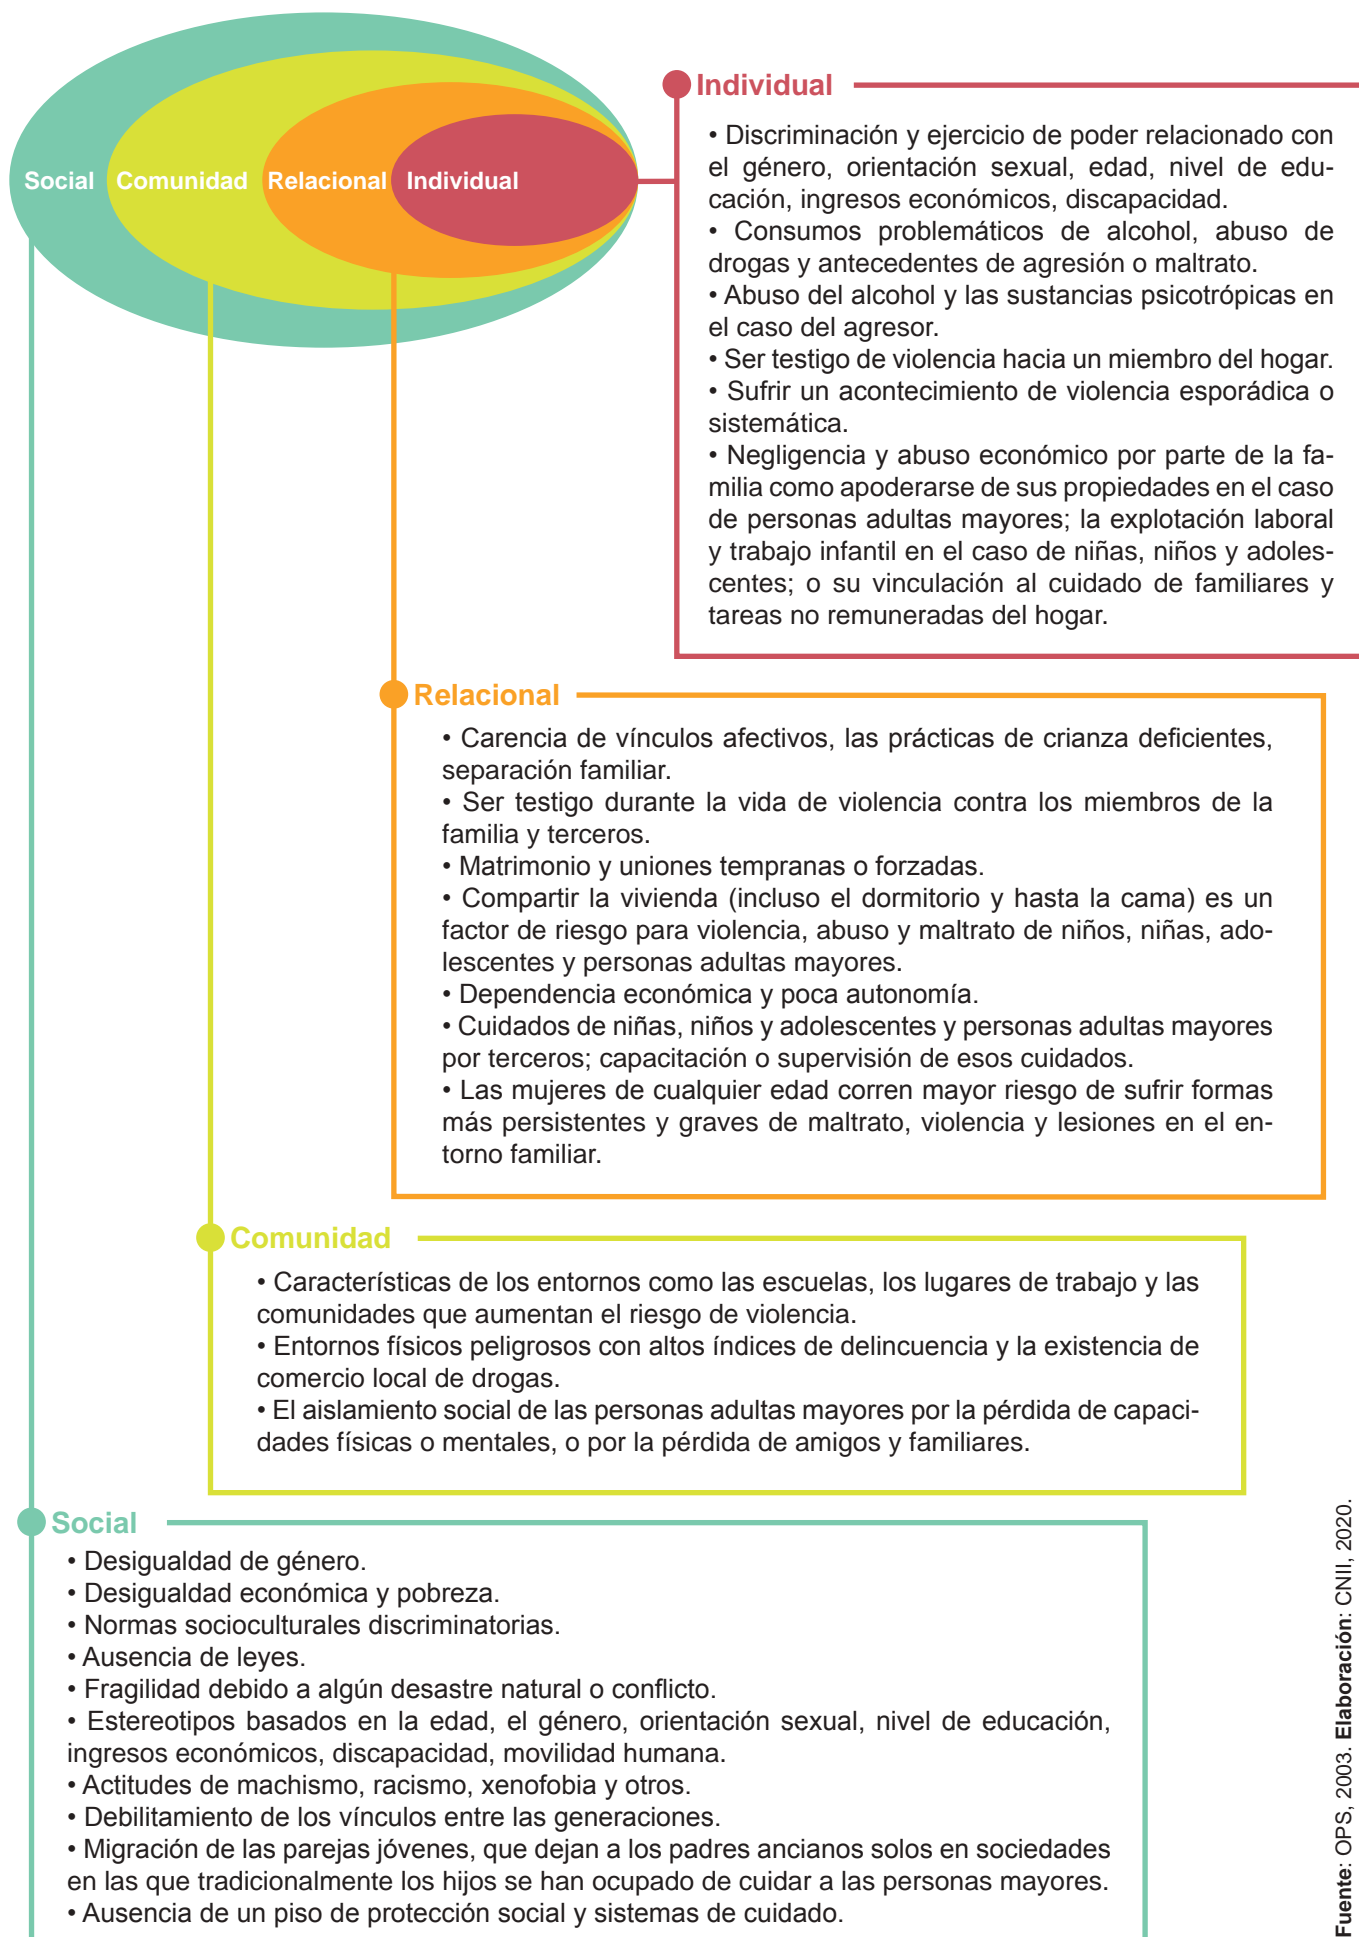 Social Comunidad Relacional Individual
Individual
• Discriminación y ejercicio de poder relacionado con
el género, orientación sexual, edad, nivel de edu-
cación, ingresos económicos, discapacidad.
• Consumos problemáticos de alcohol, abuso de
drogas y antecedentes de agresión o maltrato.
• Abuso del alcohol y las sustancias psicotrópicas en
el caso del agresor.
• Ser testigo de violencia hacia un miembro del hogar.
• Sufrir un acontecimiento de violencia esporádica o
sistemática.
• Negligencia y abuso económico por parte de la fa-
milia como apoderarse de sus propiedades en el caso
de personas adultas mayores; la explotación laboral
y trabajo infantil en el caso de niñas, niños y adoles-
centes; o su vinculación al cuidado de familiares y
tareas no remuneradas del hogar.
Relacional
• Carencia de vínculos afectivos, las prácticas de crianza deficientes,
separación familiar.
• Ser testigo durante la vida de violencia contra los miembros de la
familia y terceros.
• Matrimonio y uniones tempranas o forzadas.
• Compartir la vivienda (incluso el dormitorio y hasta la cama) es un
factor de riesgo para violencia, abuso y maltrato de niños, niñas, ado-
lescentes y personas adultas mayores.
• Dependencia económica y poca autonomía.
• Cuidados de niñas, niños y adolescentes y personas adultas mayores
por terceros; capacitación o supervisión de esos cuidados.
• Las mujeres de cualquier edad corren mayor riesgo de sufrir formas
más persistentes y graves de maltrato, violencia y lesiones en el en-
torno familiar.
Comunidad
• Características de los entornos como las escuelas, los lugares de trabajo y las
comunidades que aumentan el riesgo de violencia.
• Entornos físicos peligrosos con altos índices de delincuencia y la existencia de
comercio local de drogas.
• El aislamiento social de las personas adultas mayores por la pérdida de capaci-
dades físicas o mentales, o por la pérdida de amigos y familiares.
Social
• Desigualdad de género.
• Desigualdad económica y pobreza.
• Normas socioculturales discriminatorias.
• Ausencia de leyes.
• Fragilidad debido a algún desastre natural o conflicto.
• Estereotipos basados en la edad, el género, orientación sexual, nivel de educación,
ingresos económicos, discapacidad, movilidad humana.
• Actitudes de machismo, racismo, xenofobia y otros.
• Debilitamiento de los vínculos entre las generaciones.
• Migración de las parejas jóvenes, que dejan a los padres ancianos solos en sociedades
en las que tradicionalmente los hijos se han ocupado de cuidar a las personas mayores.
• Ausencia de un piso de protección social y sistemas de cuidado.
Fuente: OPS, 2003. Elaboración: CNII, 2020.